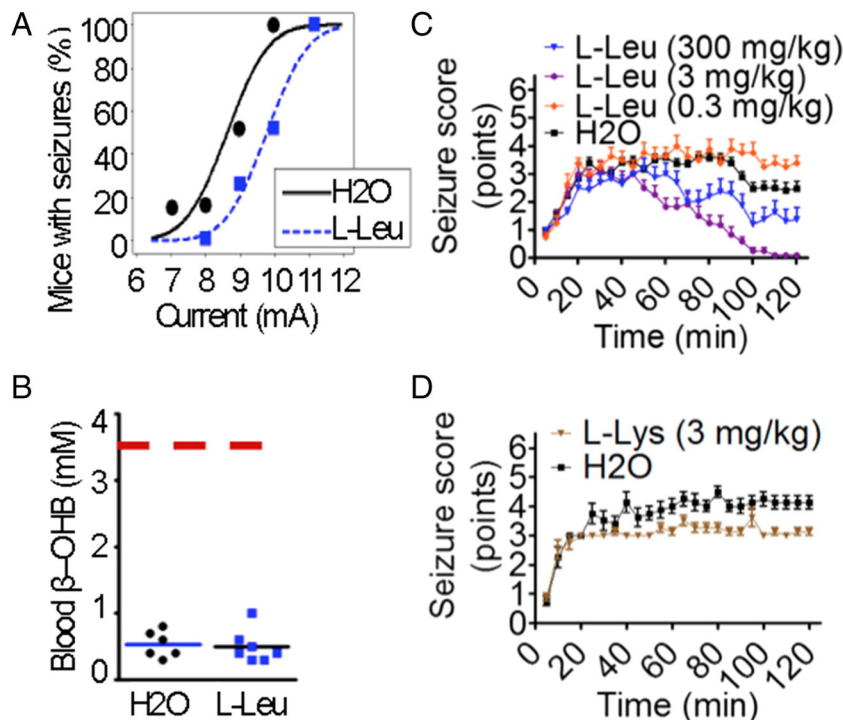 A
Mice with seizures (%)
100
80
60
40
20
0
H2O
L-Leu
6 7 8 9 10 11 12
Current (mA)
C
L-Leu (300 mg/kg)
L-Leu (3 mg/kg)
L-Leu (0.3 mg/kg)
H2O
Seizure score
(points)
6
5
4
3
2
1
0
0 20 40 60 80 100 120
Time (min)
B
Blood β–OHB (mM)
4
3
2
1
0
H2O L-Leu
D
L-Lys (3 mg/kg)
H2O
Seizure score
(points)
6
5
4
3
2
1
0
0 20 40 60 80 100 120
Time (min)